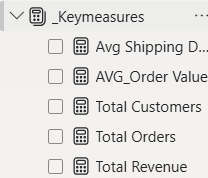 _Keymeasures
Avg Shipping D...
AVG_Order Value
Total Customers
Total Orders
Total Revenue